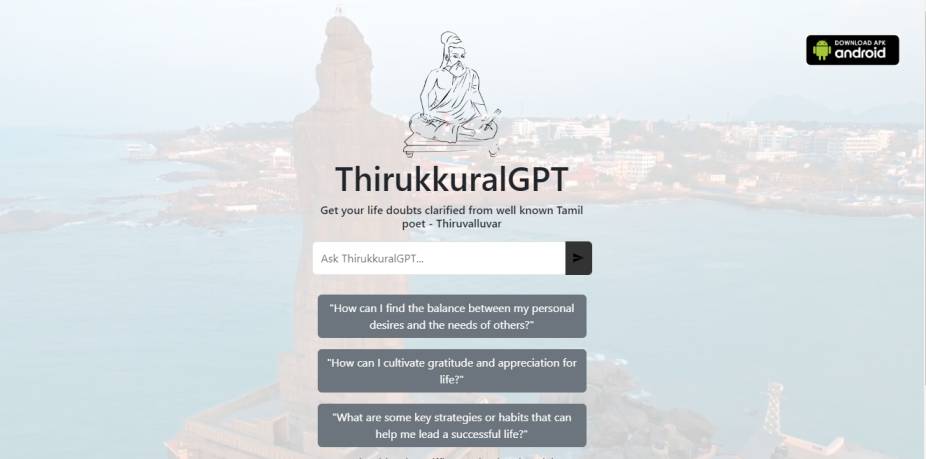 DOWNLOAD APK
android
ThirukkuralGPT
Get your life doubts clarified from well known Tamil
poet - Thiruvalluvar
Ask ThirukkuralGPT...
"How can I find the balance between my personal
desires and the needs of others?"
"How can I cultivate gratitude and appreciation for
life?"
"What are some key strategies or habits that can
help me lead a successful life?"